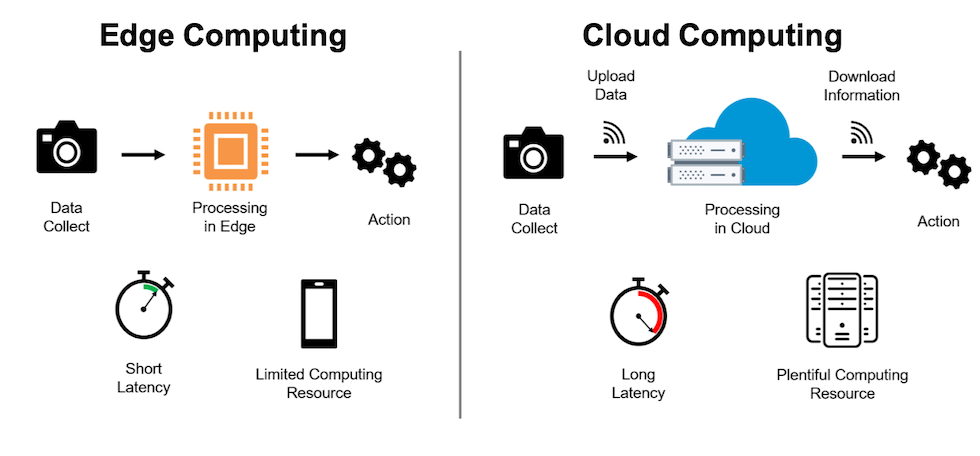 Edge Computing
Data
Collect
Processing
in Edge
Action
Short
Latency
Limited Computing
Resource
Cloud Computing
Upload
Data
Download
Information
Data
Collect
Processing
in Cloud
Action
Long
Latency
Plentiful Computing
Resource